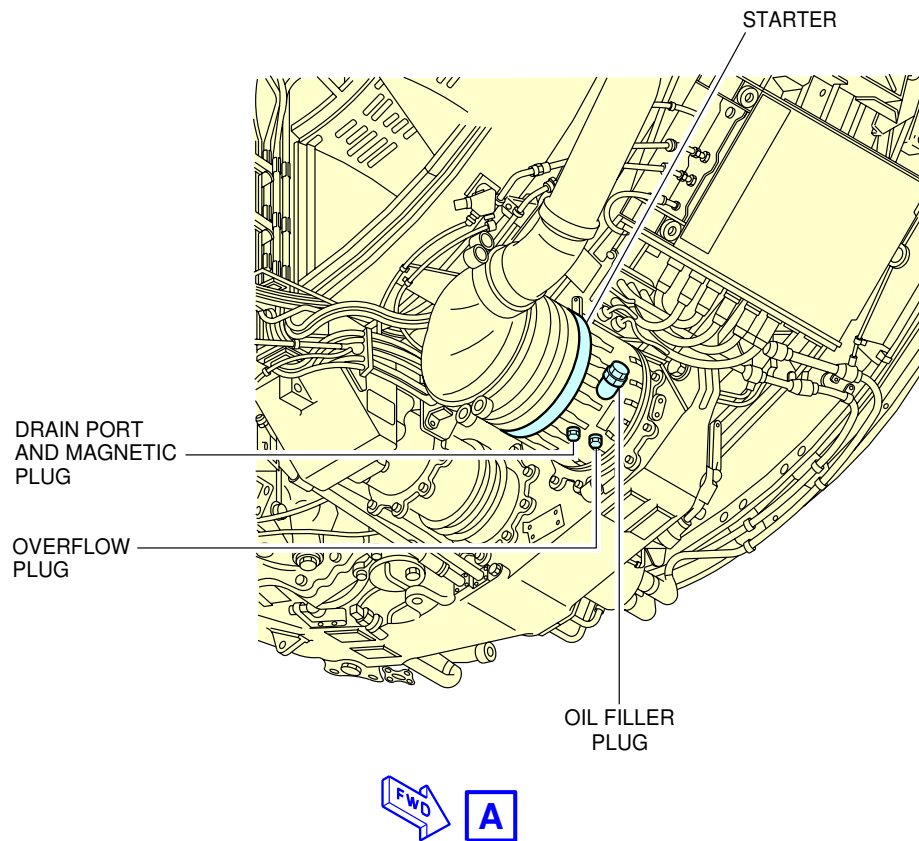 STARTER
DRAIN PORT
AND MAGNETIC
PLUG
OVERFLOW
PLUG
OIL FILLER
PLUG
FWD
A